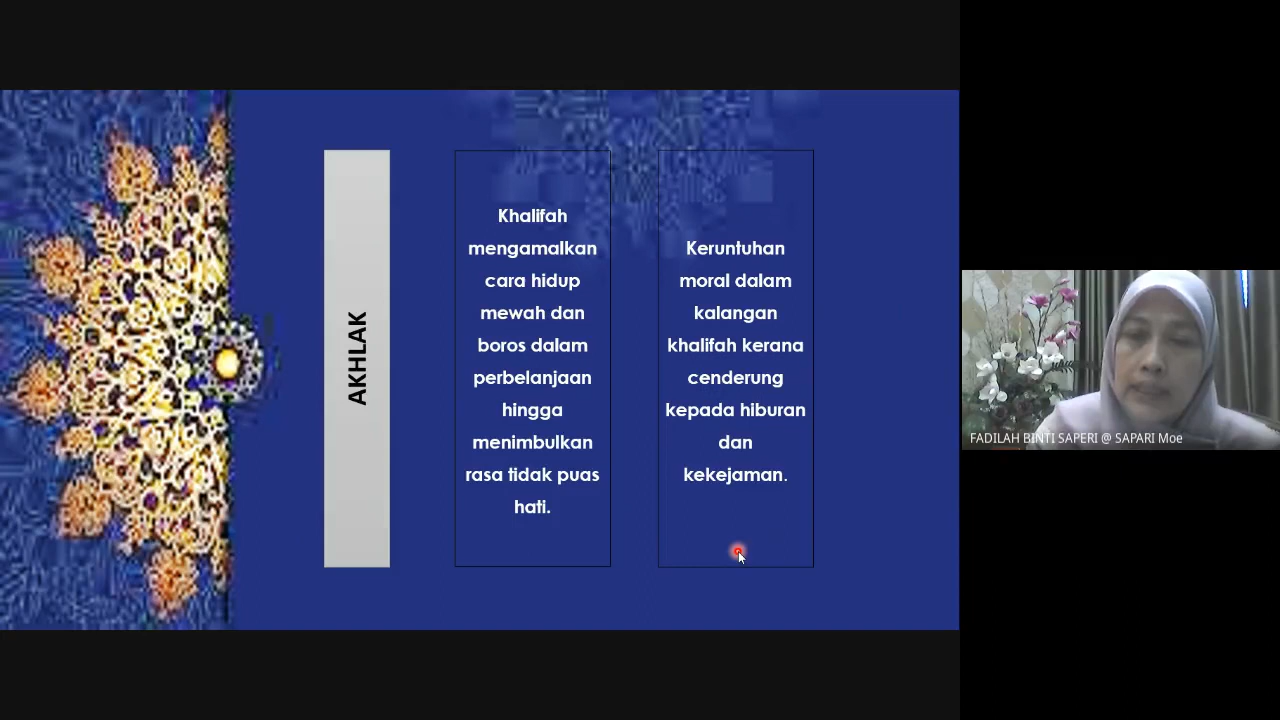 AKHLAK
Khalifah
mengamalkan
cara hidup
mewah dan
boros dalam
perbelanjaan
hingga
menimbulkan
rasa tidak puas
hati.
Keruntuhan
moral dalam
kalangan
khalifah kerana
cenderung
kepada hiburan
dan
kekejaman.
FADILAH BINTI SAPERI @ SAPARI Moe